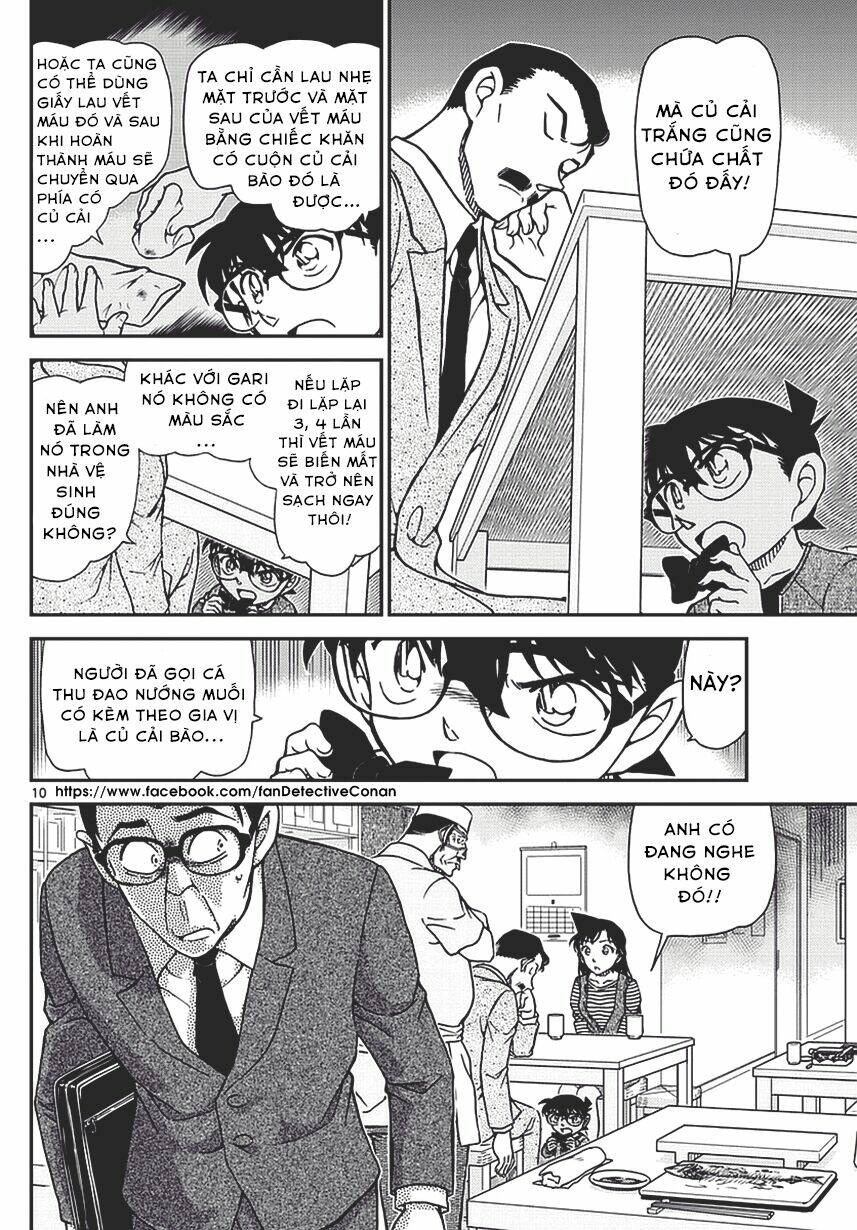 MÀ CỦ CẢI
TRẮNG CŨNG
CHỨA CHẤT
ĐÓ ĐẤY!
TA CHỈ CẦN LAU NHẸ
MẶT TRƯỚC VÀ MẶT
SAU CỦA VẾT MÁU
BẰNG CHIẾC KHĂN
CÓ CUỘN CỦ CẢI
BÀO ĐÓ LÀ
ĐƯỢC...
HOẶC TA CŨNG
CÓ THỂ DÙNG
GIẤY LAU VẾT
MÁU ĐÓ VÀ SAU
KHI HOÀN
THÀNH MÁU SẼ
CHUYỂN QUA
PHÍA CÓ
CỦ CẢI
...
NẾU LẶP
ĐI LẶP LẠI
3, 4 LẦN
THÌ VẾT MÁU
SẼ BIẾN MẤT
VÀ TRỞ NÊN
SẠCH NGAY
THÔI!
KHÁC VỚI GARI
NÓ KHÔNG CÓ
MÀU SẮC
...
NÊN ANH
ĐÃ LÀM
NÓ TRONG
NHÀ VỆ
SINH
ĐÚNG
KHÔNG?
NÀY?
NGƯỜI ĐÃ GỌI CÁ
THU ĐAO NƯỚNG MUỐI
CÓ KÈM THEO GIA VỊ
LÀ CỦ CẢI BÀO...
10 https://www.facebook.com/fanDetectiveConan
ANH CÓ
ĐANG NGHE
KHÔNG
ĐÓ!!